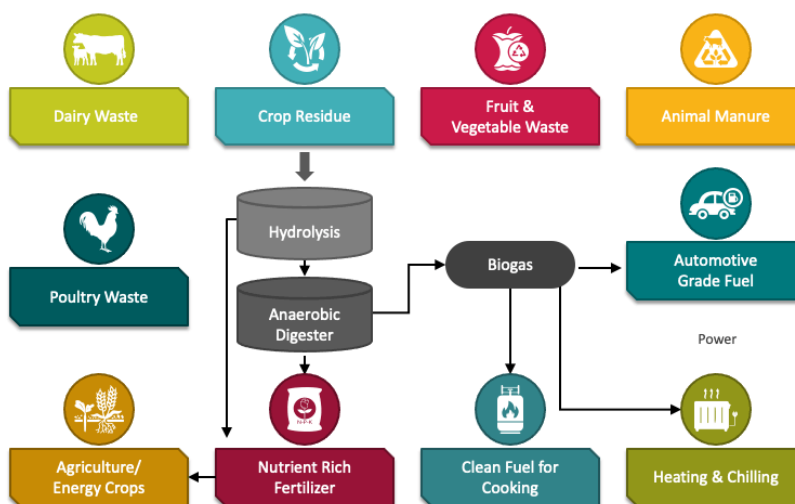 Dairy Waste
Crop Residue
Fruit &
Vegetable Waste
Animal Manure
Hydrolysis
Poultry Waste
Biogas
Automotive
Grade Fuel
Anaerobic
Digester
Power
N-P-K
Agriculture/
Energy Crops
Nutrient Rich
Fertilizer
Clean Fuel for
Cooking
Heating & Chilling